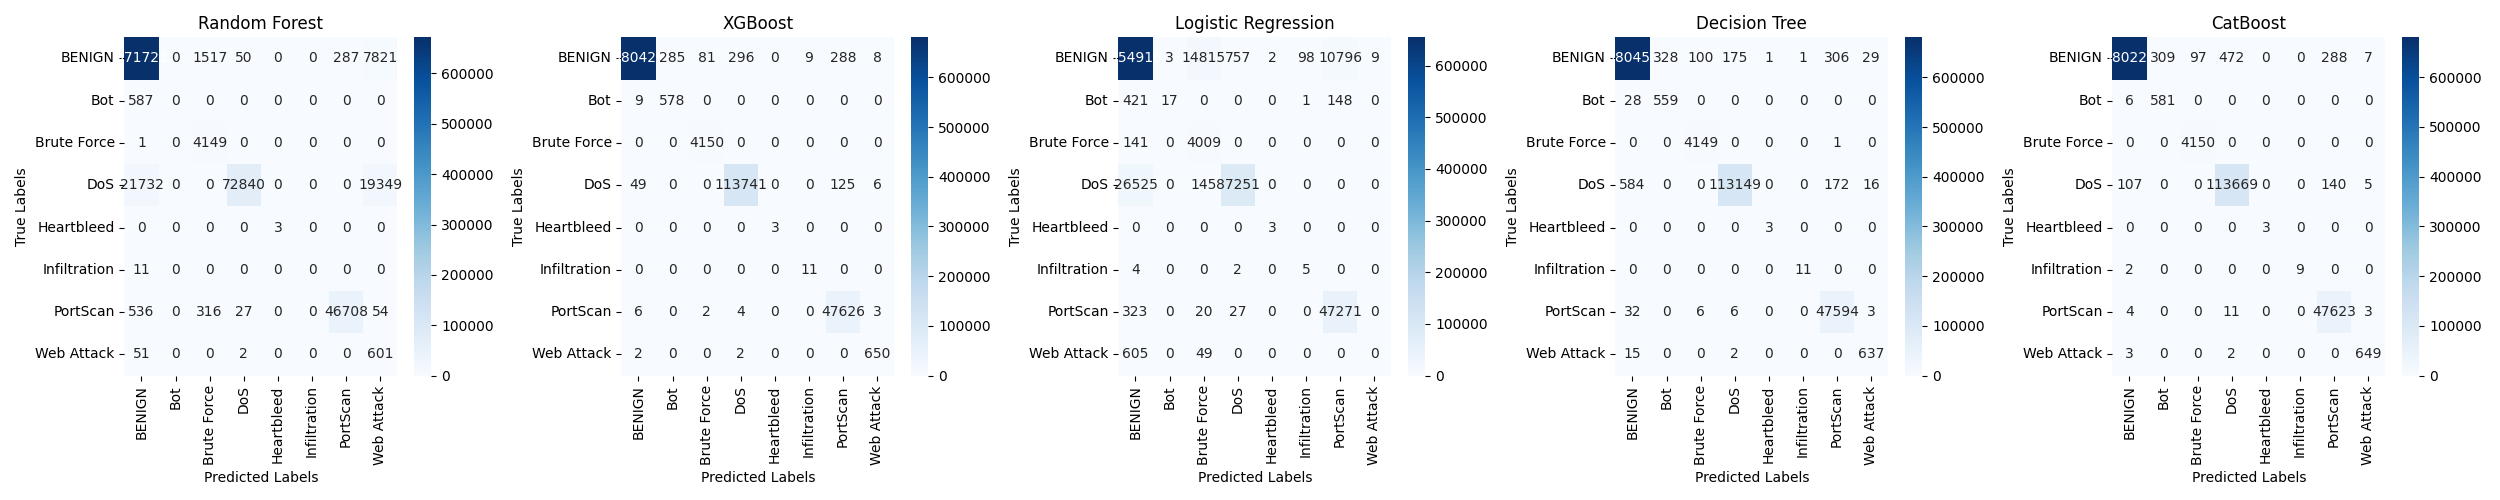 Random Forest
True Labels
BENIGN 7172 0 1517 50 0 0 287 7821
Bot 587 0 0 0 0 0 0 0
Brute Force 1 0 4149 0 0 0 0 0
DoS 21732 0 0 72840 0 0 0 19349
Heartbleed 0 0 0 0 3 0 0 0
Infiltration 11 0 0 0 0 0 0 0
PortScan 536 0 316 27 0 0 46708 54
Web Attack 51 0 0 2 0 0 0 601
BENIGN Bot Brute Force DoS Heartbleed Infiltration PortScan Web Attack
Predicted Labels
600000
500000
400000
300000
200000
100000
0
XGBoost
True Labels
BENIGN 8042 285 81 296 0 9 288 8
Bot 9 578 0 0 0 0 0 0
Brute Force 0 0 4150 0 0 0 0 0
DoS 49 0 0 113741 0 0 125 6
Heartbleed 0 0 0 0 3 0 0 0
Infiltration 0 0 0 0 0 11 0 0
PortScan 6 0 2 4 0 0 47626 3
Web Attack 2 0 0 2 0 0 0 650
BENIGN Bot Brute Force DoS Heartbleed Infiltration PortScan Web Attack
Predicted Labels
600000
500000
400000
300000
200000
100000
0
Logistic Regression
True Labels
BENIGN 5491 3 14815 757 2 98 10796 9
Bot 421 17 0 0 0 1 148 0
Brute Force 141 0 4009 0 0 0 0 0
DoS 26525 0 145 87251 0 0 0 0
Heartbleed 0 0 0 0 3 0 0 0
Infiltration 4 0 0 2 0 5 0 0
PortScan 323 0 20 27 0 0 47271 0
Web Attack 605 0 49 0 0 0 0 0
BENIGN Bot Brute Force DoS Heartbleed Infiltration PortScan Web Attack
Predicted Labels
600000
500000
400000
300000
200000
100000
0
Decision Tree
True Labels
BENIGN 8045 328 100 175 1 1 306 29
Bot 28 559 0 0 0 0 0 0
Brute Force 0 0 4149 0 0 0 1 0
DoS 584 0 0 113149 0 0 172 16
Heartbleed 0 0 0 0 3 0 0 0
Infiltration 0 0 0 0 0 11 0 0
PortScan 32 0 6 6 0 0 47594 3
Web Attack 15 0 0 2 0 0 0 637
BENIGN Bot Brute Force DoS Heartbleed Infiltration PortScan Web Attack
Predicted Labels
600000
500000
400000
300000
200000
100000
0
CatBoost
True Labels
BENIGN 8022 309 97 472 0 0 288 7
Bot 6 581 0 0 0 0 0 0
Brute Force 0 0 4150 0 0 0 0 0
DoS 107 0 0 113669 0 0 140 5
Heartbleed 0 0 0 0 3 0 0 0
Infiltration 2 0 0 0 0 9 0 0
PortScan 4 0 0 11 0 0 47623 3
Web Attack 3 0 0 2 0 0 0 649
BENIGN Bot Brute Force DoS Heartbleed Infiltration PortScan Web Attack
Predicted Labels
600000
500000
400000
300000
200000
100000
0